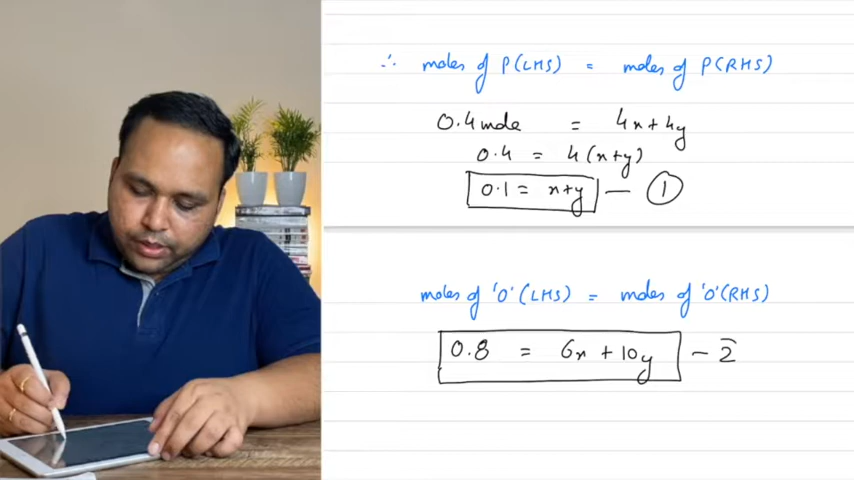 ∴ moles of P(LHS) = moles of P(RHS)
0.4 mole = 4x+4y
0.4 = 4(x+y)
0.1 = x+y — ①
moles of 'O'(LHS) = moles of 'O'(RHS)
0.8 = 6x + 10y — 2